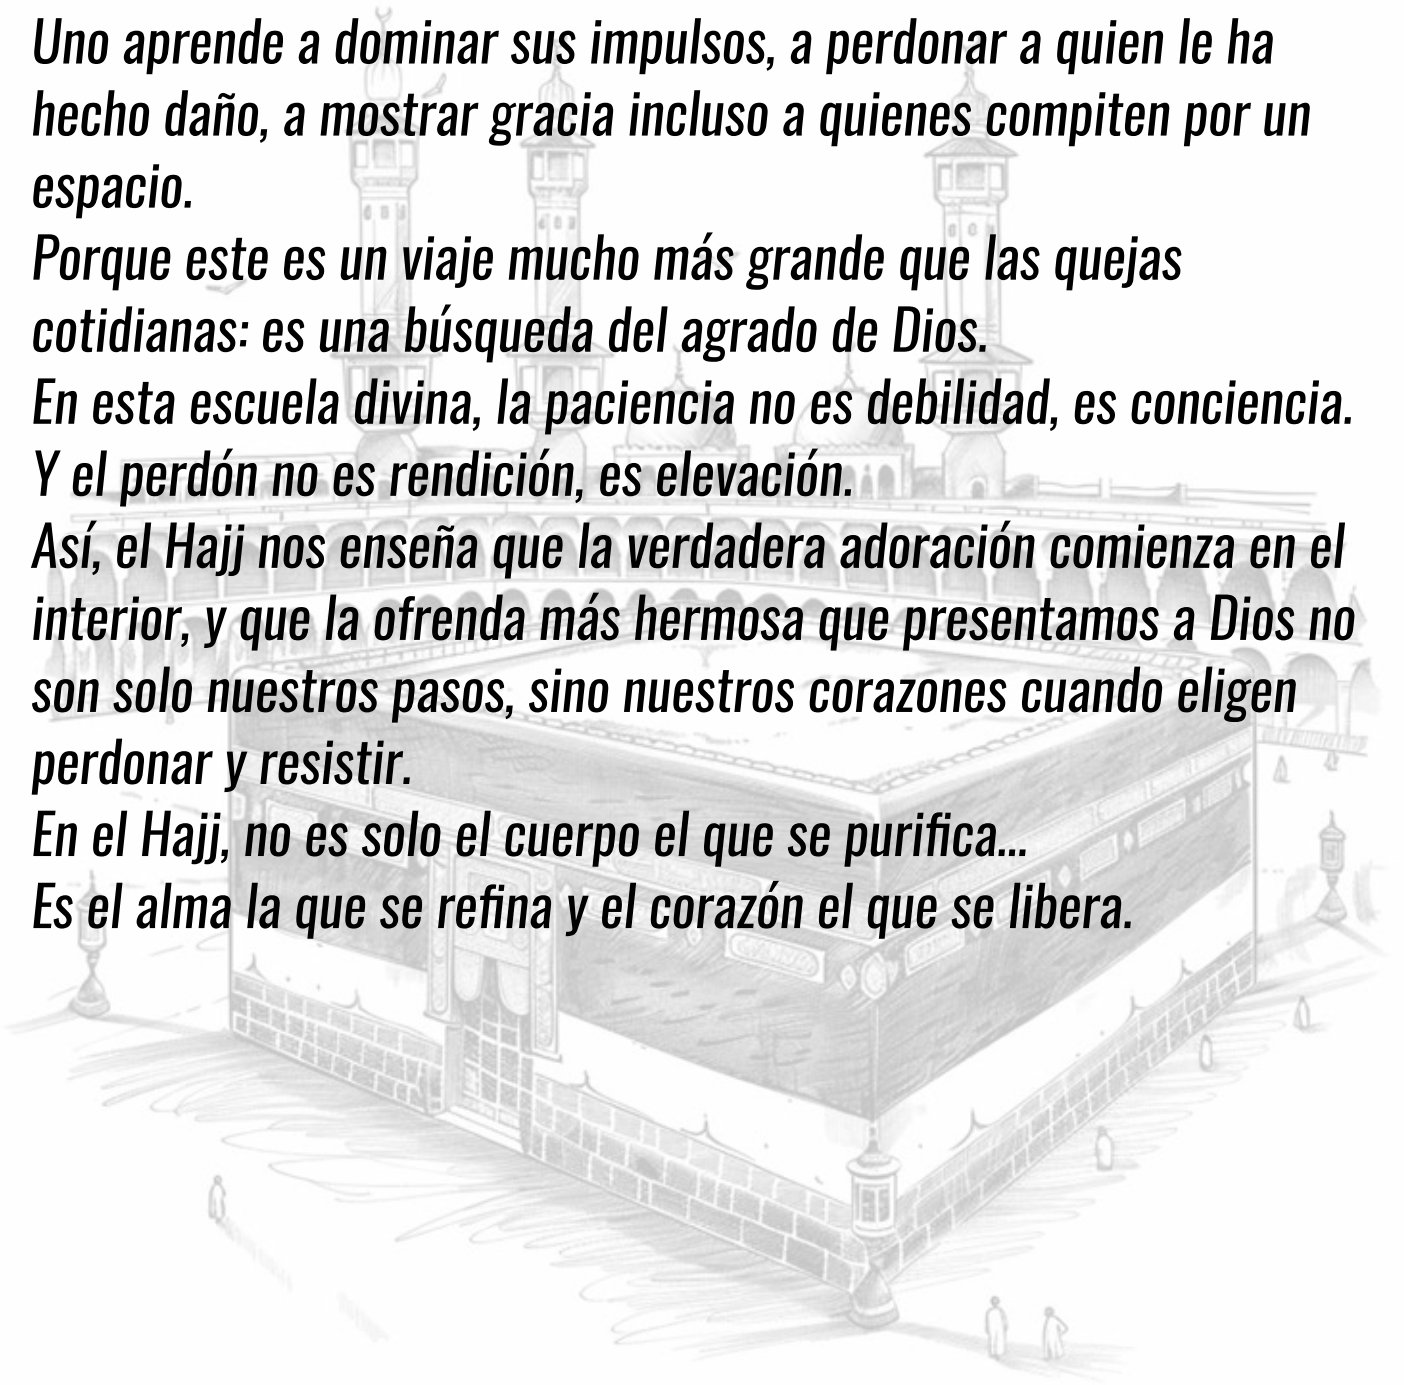 Uno aprende a dominar sus impulsos, a perdonar a quien le ha
hecho daño, a mostrar gracia incluso a quienes compiten por un
espacio.
Porque este es un viaje mucho más grande que las quejas
cotidianas: es una búsqueda del agrado de Dios.
En esta escuela divina, la paciencia no es debilidad, es conciencia.
Y el perdón no es rendición, es elevación.
Así, el Hajj nos enseña que la verdadera adoración comienza en el
interior, y que la ofrenda más hermosa que presentamos a Dios no
son solo nuestros pasos, sino nuestros corazones cuando eligen
perdonar y resistir.
En el Hajj, no es solo el cuerpo el que se purifica...
Es el alma la que se refina y el corazón el que se libera.